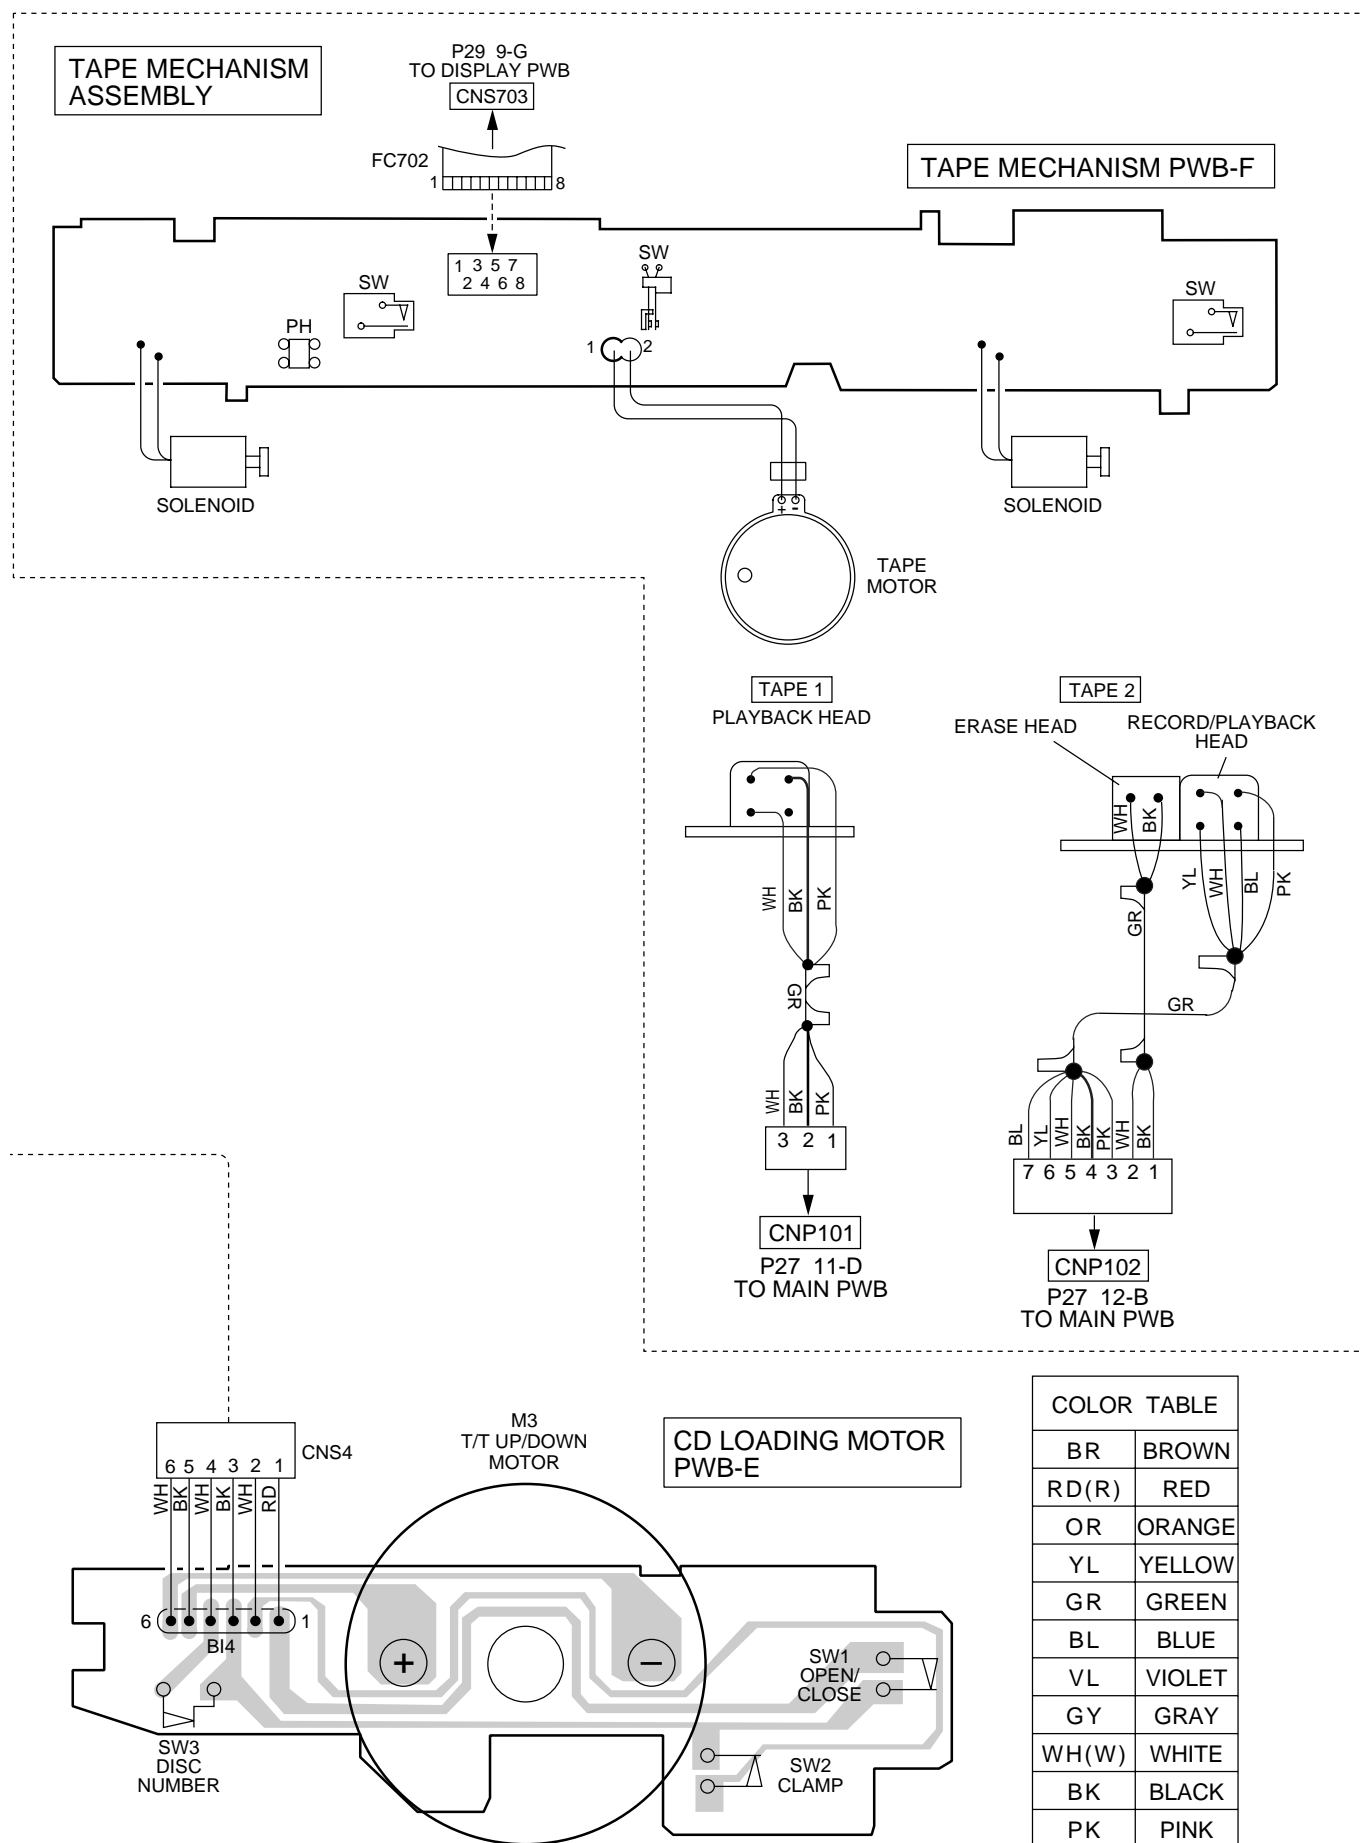 TAPE MECHANISM
ASSEMBLY
P29 9-G
TO DISPLAY PWB
CNS703
FC702
1
8
TAPE MECHANISM PWB-F
1 3 5 7
2 4 6 8
SW
SW
SW
PH
1
2
SOLENOID
SOLENOID
+ -
TAPE
MOTOR
TAPE 1
PLAYBACK HEAD
TAPE 2
ERASE HEAD
RECORD/PLAYBACK
HEAD
WH
BK
WH
BK
PK
YL
WH
BL
PK
GR
GR
GR
WH
BK
PK
3 2 1
BL
YL
WH
BK
PK
WH
BK
7 6 5 4 3 2 1
CNP101
P27 11-D
TO MAIN PWB
CNP102
P27 12-B
TO MAIN PWB
CNS4
6 5 4 3 2 1
WH
BK
WH
BK
WH
RD
M3
T/T UP/DOWN
MOTOR
CD LOADING MOTOR
PWB-E
6
1
BI4
+
−
SW1
OPEN/
CLOSE
SW3
DISC
NUMBER
SW2
CLAMP
COLOR TABLE
BR BROWN
RD(R) RED
OR ORANGE
YL YELLOW
GR GREEN
BL BLUE
VL VIOLET
GY GRAY
WH(W) WHITE
BK BLACK
PK PINK